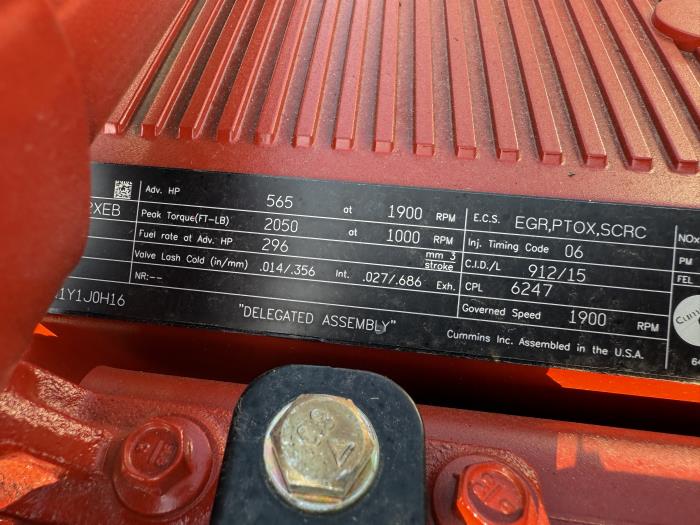 Adv. HP 565 at 1900 RPM
Peak Torque(FT-LB) 2050 at 1000 RPM
Fuel rate at Adv. HP 296 mm 3 stroke
Valve Lash Cold (in/mm) .014/.356 Int. .027/.686 Exh.
NR:--
2XEB
1Y1J0H16
"DELEGATED ASSEMBLY"
E.C.S. EGR,PTOX,SCRC
Inj. Timing Code 06
C.I.D./L 912/15
CPL 6247
Governed Speed 1900 RPM
Cummins Inc. Assembled in the U.S.A.
NOx
PM
FEL